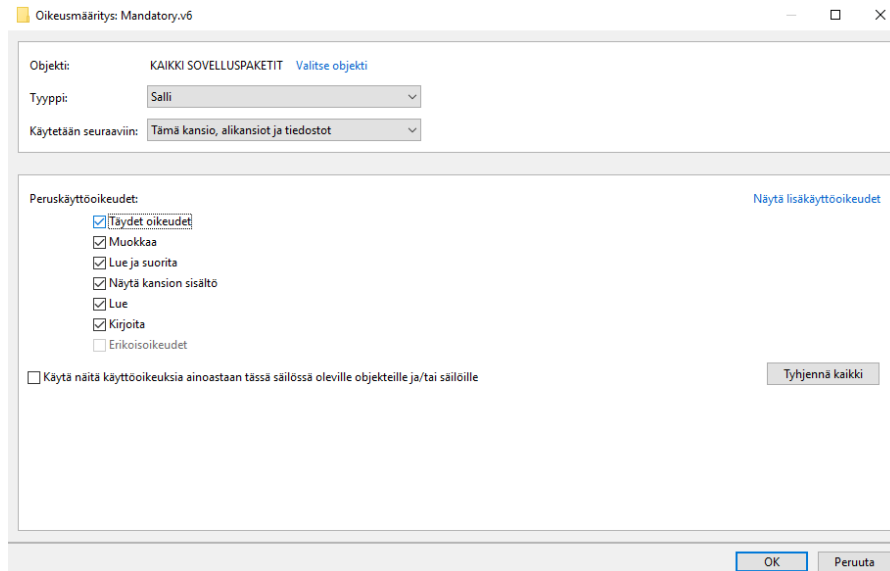 Oikeusmääritys: Mandatory.v6
Objekti: KAIKKI SOVELLUSPAKETIT Valitse objekti
Tyyppi: Salli
Käytetään seuraaviin: Tämä kansio, alikansiot ja tiedostot
Peruskäyttöoikeudet: Näytä lisäkäyttöoikeudet
Täydet oikeudet
Muokkaa
Lue ja suorita
Näytä kansion sisältö
Lue
Kirjoita
Erikoisoikeudet
Käytä näitä käyttöoikeuksia ainoastaan tässä säilössä oleville objekteille ja/tai säilöille Tyhjennä kaikki
OK Peruuta